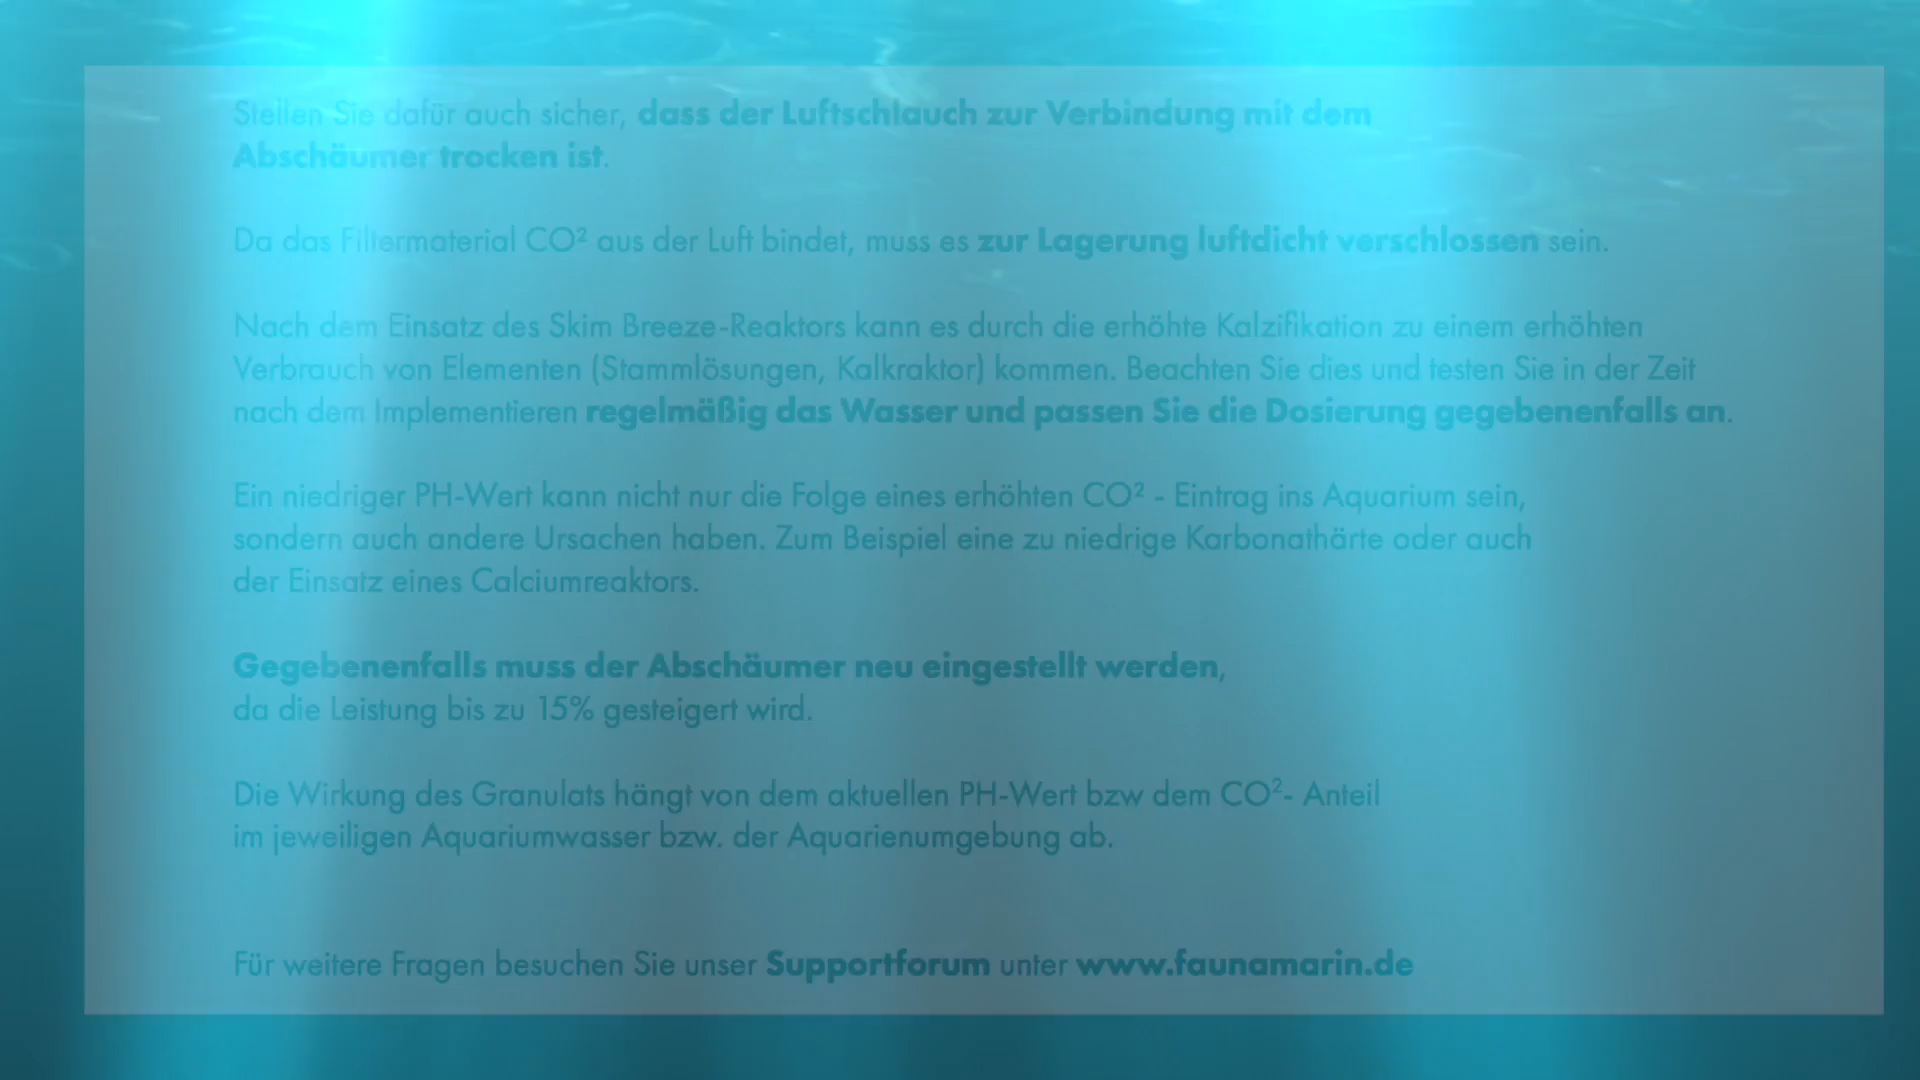 Stellen Sie dafür auch sicher, dass der Luftschlauch zur Verbindung mit dem
Abschäumer trocken ist.
Da das Filtermaterial CO² aus der Luft bindet, muss es zur Lagerung luftdicht verschlossen sein.
Nach dem Einsatz des Skim Breeze-Reaktors kann es durch die erhöhte Kalzifikation zu einem erhöhten
Verbrauch von Elementen (Stammlösungen, Kalkraktor) kommen. Beachten Sie dies und testen Sie in der Zeit
nach dem Implementieren regelmäßig das Wasser und passen Sie die Dosierung gegebenenfalls an.
Ein niedriger PH-Wert kann nicht nur die Folge eines erhöhten CO² - Eintrag ins Aquarium sein,
sondern auch andere Ursachen haben. Zum Beispiel eine zu niedrige Karbonathärte oder auch
der Einsatz eines Calciumreaktors.
Gegebenenfalls muss der Abschäumer neu eingestellt werden,
da die Leistung bis zu 15% gesteigert wird.
Die Wirkung des Granulats hängt von dem aktuellen PH-Wert bzw dem CO²- Anteil
im jeweiligen Aquariumwasser bzw. der Aquarienumgebung ab.
Für weitere Fragen besuchen Sie unser Supportforum unter www.faunamarin.de